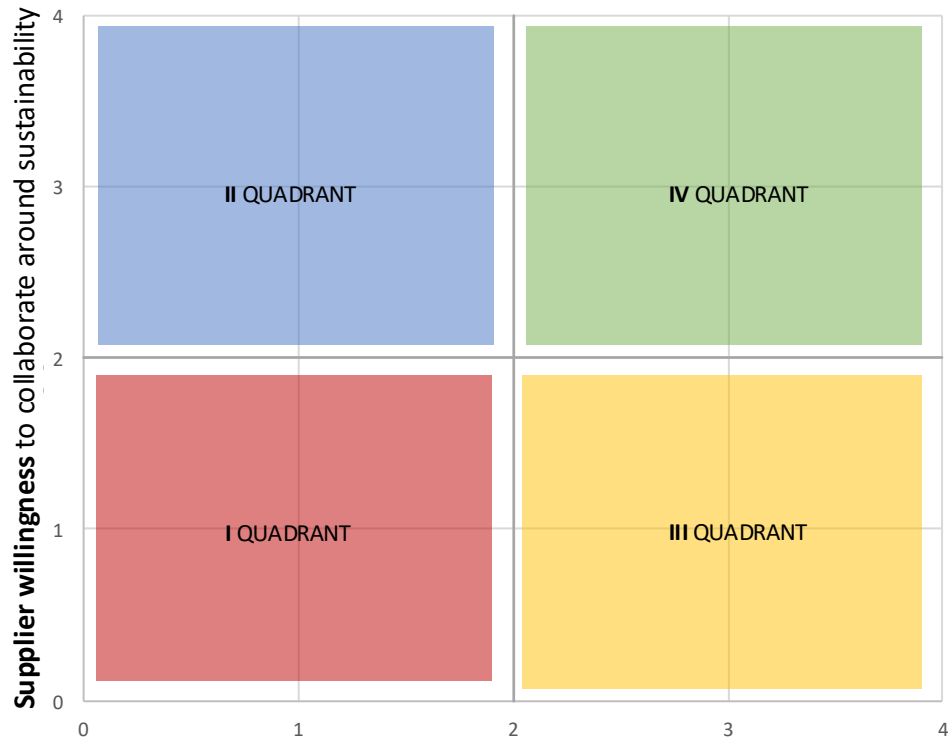 Supplier willingness to collaborate around sustainability
4
3
2
1
0
II QUADRANT
IV QUADRANT
I QUADRANT
III QUADRANT
0 1 2 3 4